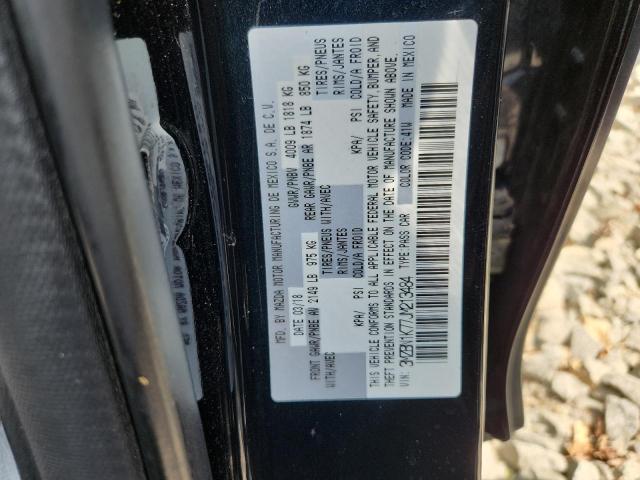 MFD. BY MAZDA MOTOR MANUFACTURING DE MEXICO S.A. DE C.V.
DATE 03/18 GVWR/PNBV 4009 LB 1818 KG
FRONT GAWR/PNBE AV 2149 LB 975 KG REAR GAWR/PNBE AR 1874 LB 850 KG
WITH/AVEC TIRES/PNEUS WITH/AVEC TIRES/PNEUS
RIMS/JANTES RIMS/JANTES
KPA/ PSI COLD/A FROID KPA/ PSI COLD/A FROID
THIS VEHICLE CONFORMS TO ALL APPLICABLE FEDERAL MOTOR VEHICLE SAFETY, BUMPER, AND
THEFT PREVENTION STANDARDS IN EFFECT ON THE DATE OF MANUFACTURE SHOWN ABOVE.
VIN: 3MZBN1K77JM213484 TYPE:PASS CAR COLOR CODE:41W MADE IN MEXICO